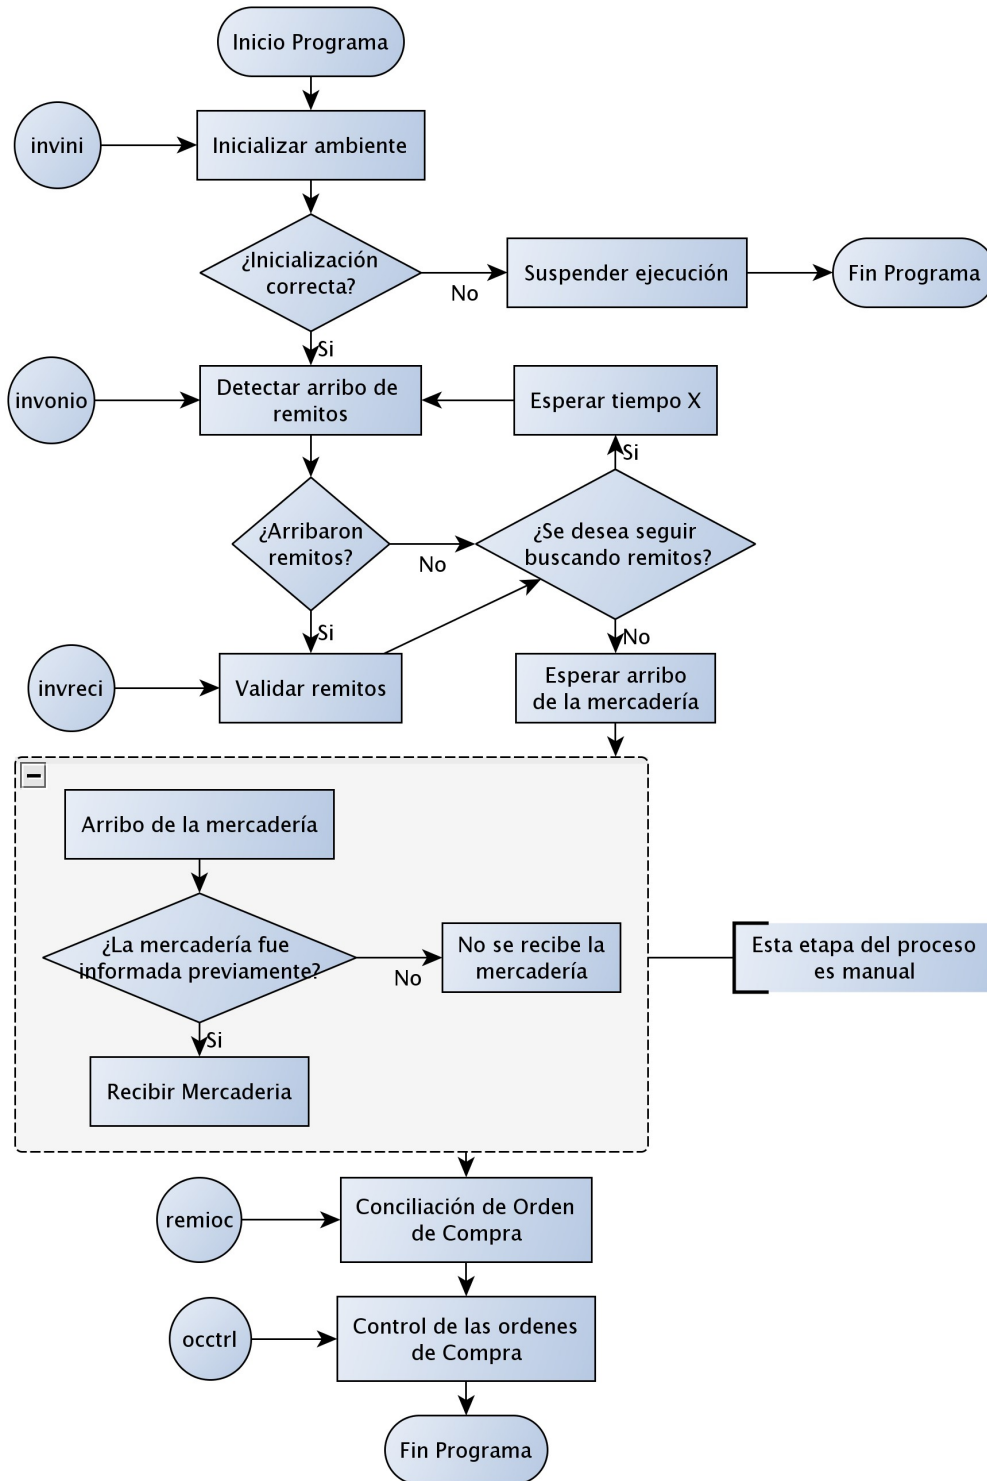 Inicio Programa
invini
Inicializar ambiente
¿Inicialización
correcta?
No
Suspender ejecución
Fin Programa
Si
invonio
Detectar arribo de
remitos
Esperar tiempo X
Si
¿Arribaron
remitos?
No
¿Se desea seguir
buscando remitos?
Si
No
invreci
Validar remitos
Esperar arribo
de la mercadería
Arribo de la mercadería
¿La mercadería fue
informada previamente?
No
No se recibe la
mercadería
Esta etapa del proceso
es manual
Si
Recibir Mercaderia
remioc
Conciliación de Orden
de Compra
occtrl
Control de las ordenes
de Compra
Fin Programa